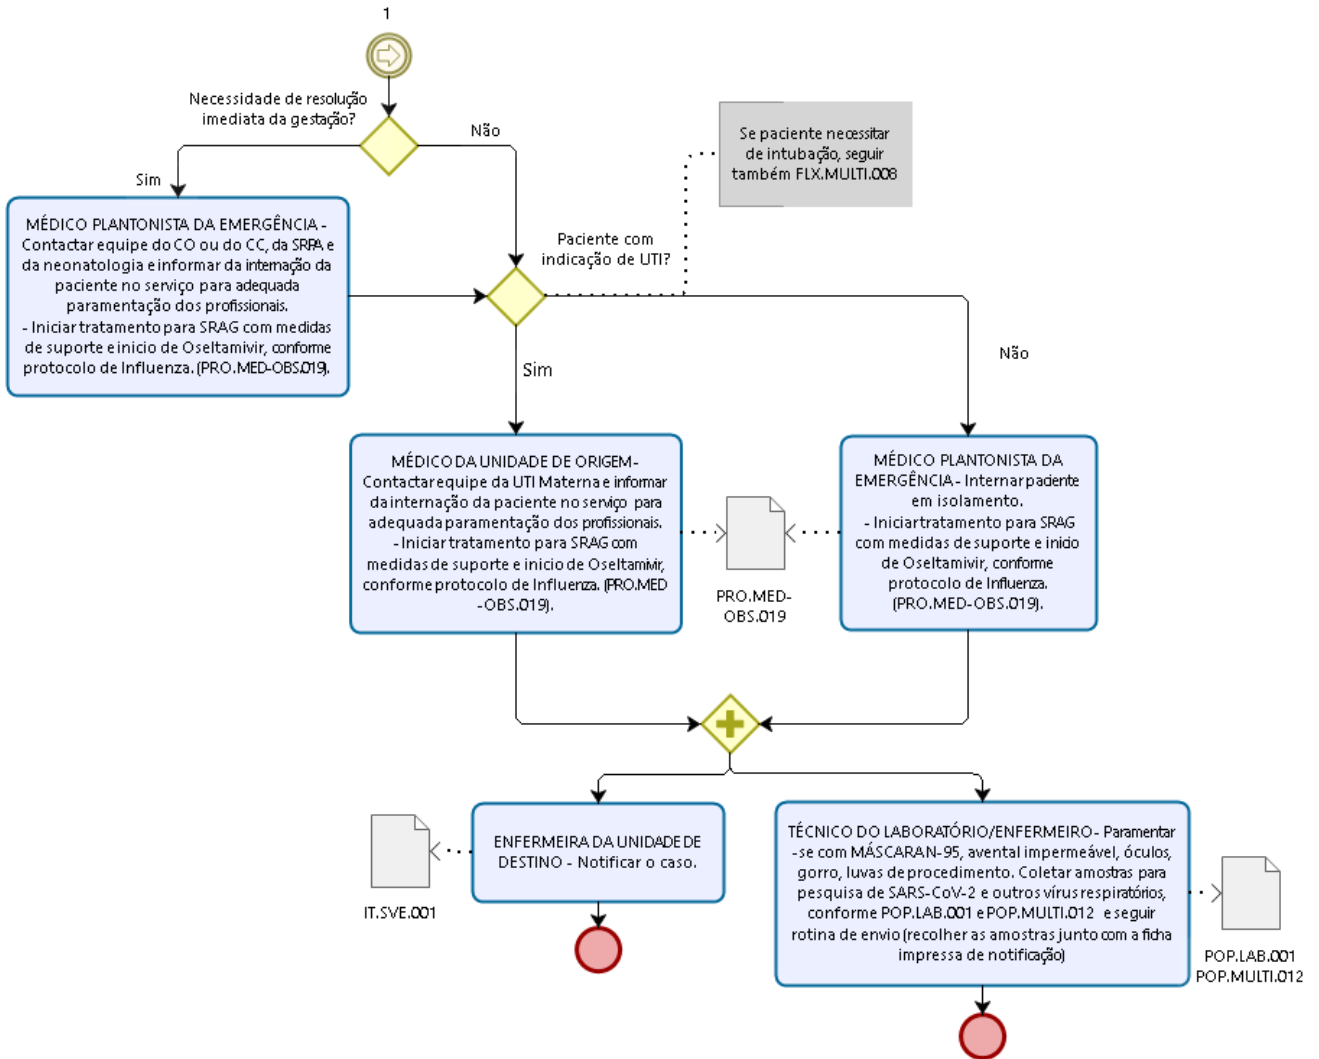 1
Necessidade de resolução
imediata da gestação?
Não
Sim
Se paciente necessitar
de intubação, seguir
também FLX.MULTI.008
MÉDICO PLANTONISTA DA EMERGÊNCIA -
Contactar equipe do CO ou do CC, da SRPA e
da neonatologia e informar da internação da
paciente no serviço para adequada
paramentação dos profissionais.
- Iniciar tratamento para SRAG com medidas
de suporte e inicio de Oseltamivir, conforme
protocolo de Influenza. (PRO.MED-OBS.019).
Paciente com
indicação de UTI?
Sim
Não
MÉDICO DA UNIDADE DE ORIGEM-
Contactar equipe da UTI Materna e informar
da internação da paciente no serviço para
adequada paramentação dos profissionais.
- Iniciar tratamento para SRAG com
medidas de suporte e inicio de Oseltamivir,
conforme protocolo de Influenza. (PRO.MED
-OBS.019).
PRO.MED-
OBS.019
MÉDICO PLANTONISTA DA
EMERGÊNCIA - Internar paciente
em isolamento.
- Iniciar tratamento para SRAG
com medidas de suporte e inicio
de Oseltamivir, conforme
protocolo de Influenza.
(PRO.MED-OBS.019).
IT.SVE.001
ENFERMEIRA DA UNIDADE DE
DESTINO - Notificar o caso.
TÉCNICO DO LABORATÓRIO/ENFERMEIRO - Paramentar
-se com MÁSCARA N-95, avental impermeável, óculos,
gorro, luvas de procedimento. Coletar amostras para
pesquisa de SARS-CoV-2 e outros vírus respiratórios,
conforme POP.LAB.001 e POP.MULTI.012 e seguir
rotina de envio (recolher as amostras junto com a ficha
impressa de notificação)
POP.LAB.001
POP.MULTI.012